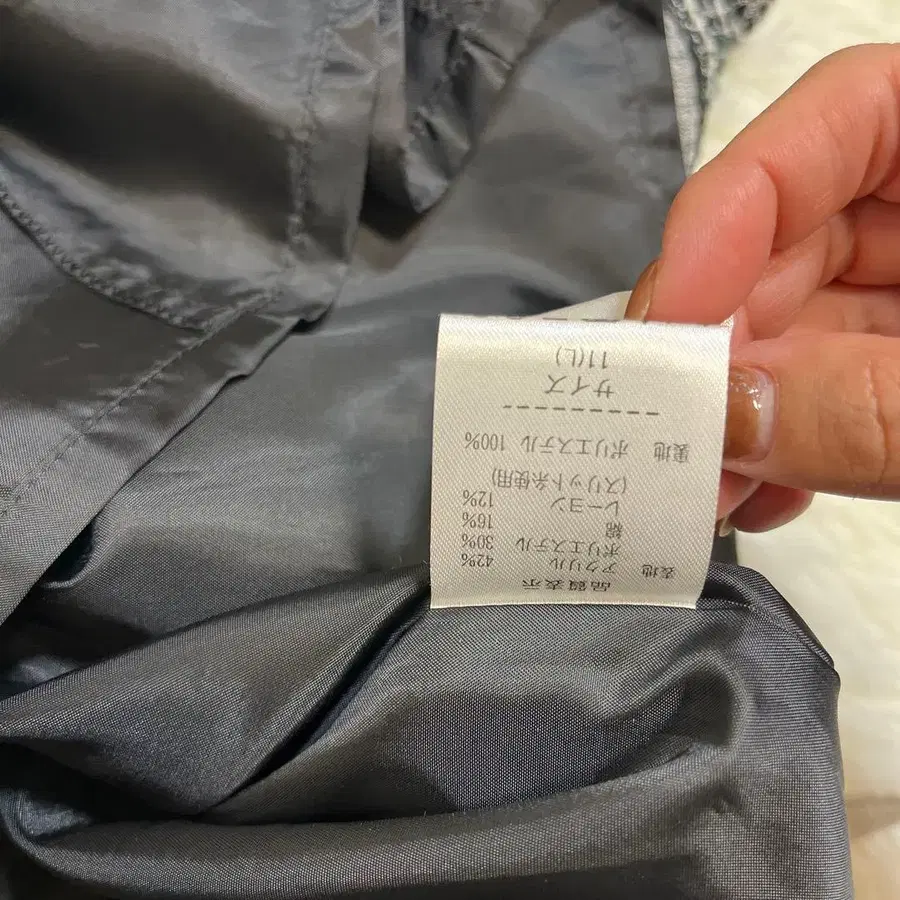 品質表示
表地 アクリル 42%
ポリエステル 30%
綿 16%
レーヨン 12%
(スリット糸使用)
裏地 ポリエステル 100%
サイズ
11(L)